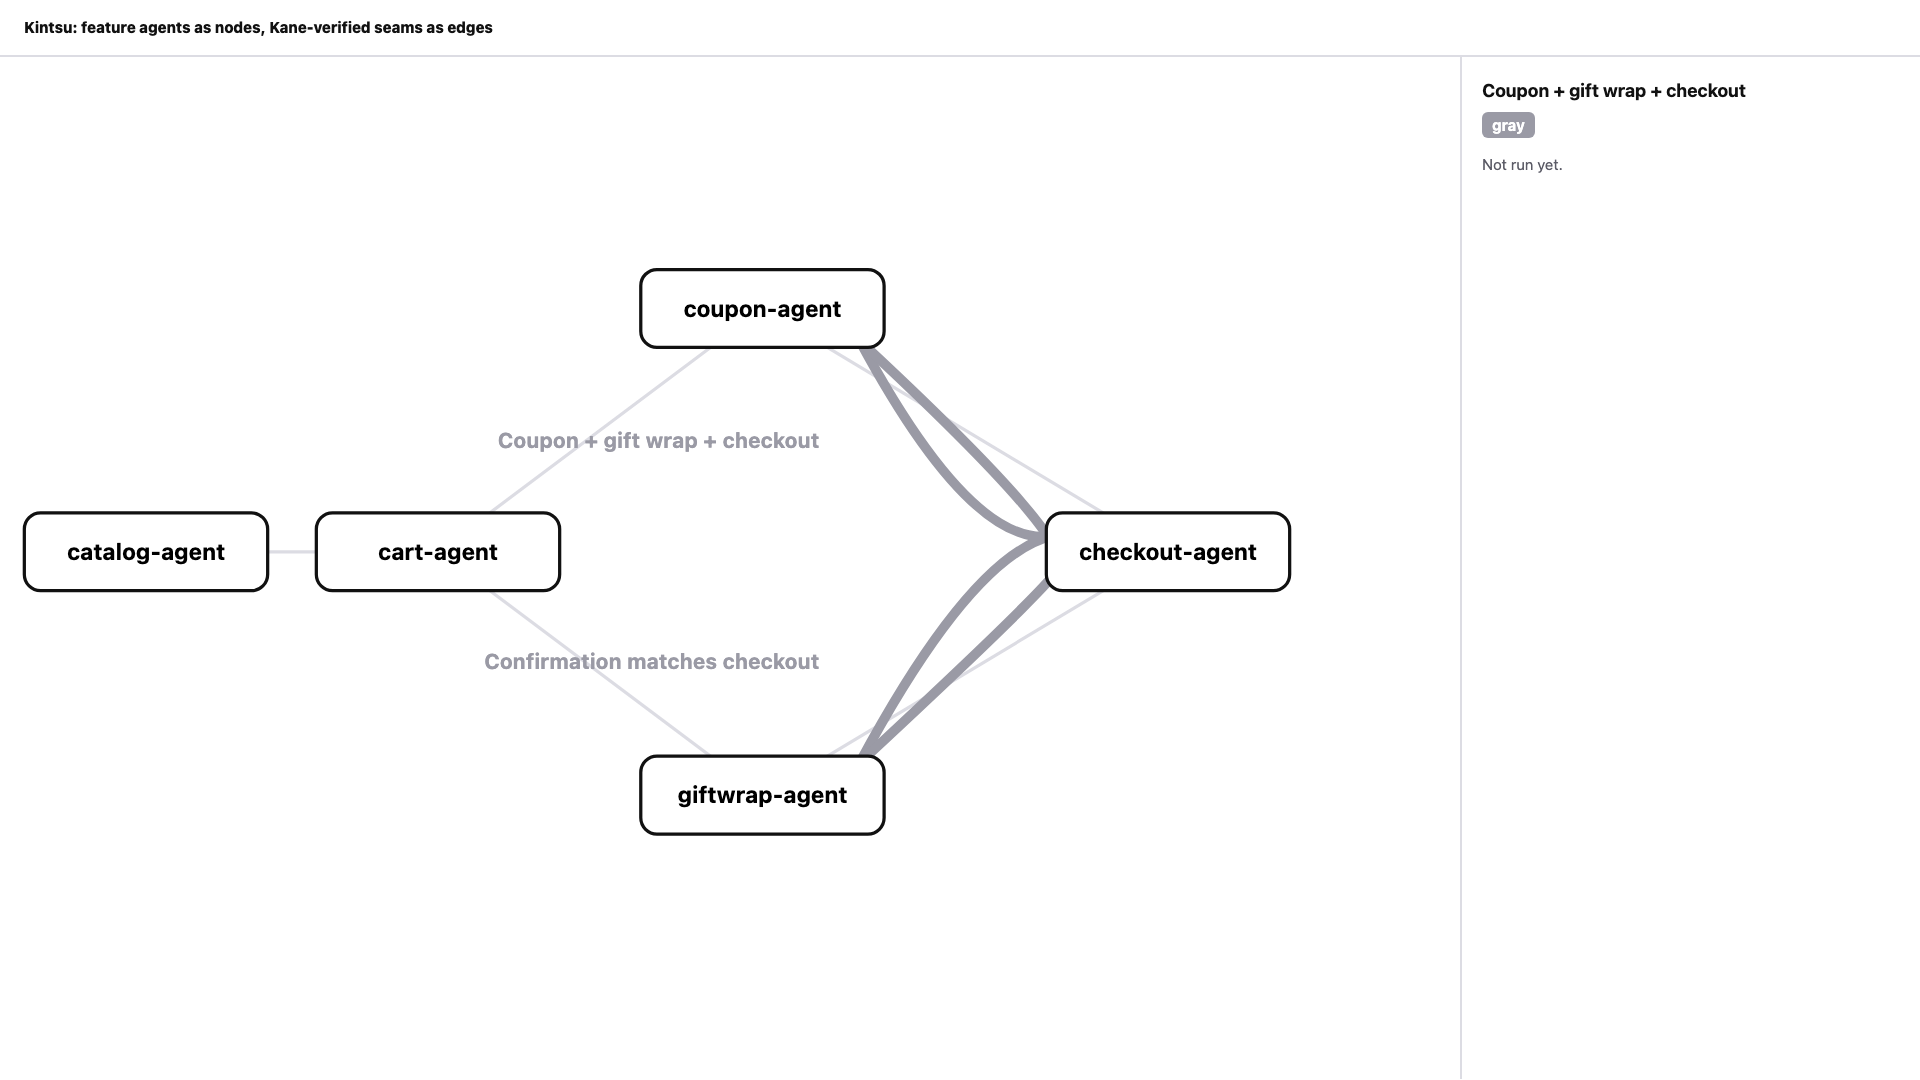 Kintsu: feature agents as nodes, Kane-verified seams as edges
Coupon + gift wrap + checkout
gray
Not run yet.
coupon-agent
Coupon + gift wrap + checkout
catalog-agent
cart-agent
checkout-agent
Confirmation matches checkout
giftwrap-agent